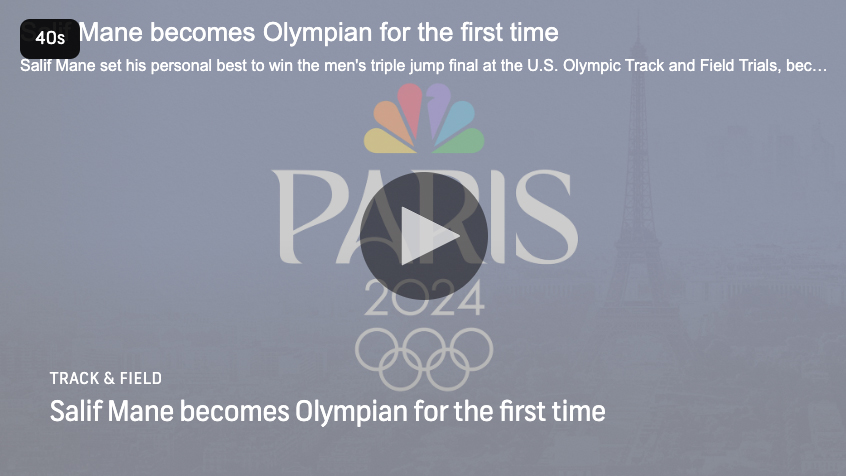 Salif Mane becomes Olympian for the first time
40s
Salif Mane set his personal best to win the men's triple jump final at the U.S. Olympic Track and Field Trials, bec...
PARIS
2024
TRACK & FIELD
Salif Mane becomes Olympian for the first time